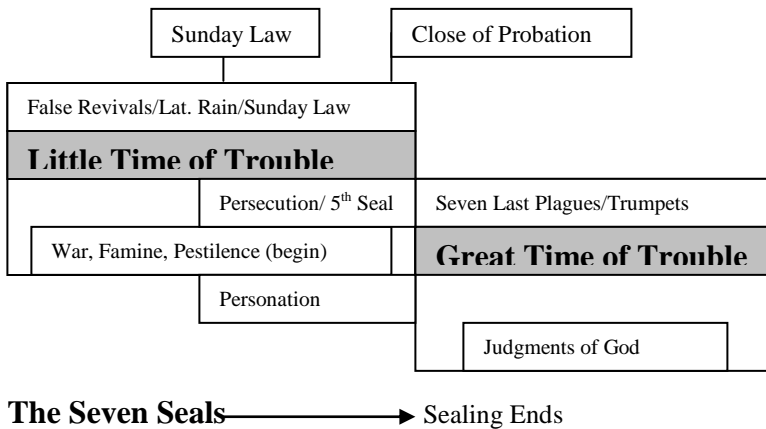 Sunday Law
Close of Probation
False Revivals/Lat. Rain/Sunday Law
Little Time of Trouble
Persecution/ 5th Seal
Seven Last Plagues/Trumpets
War, Famine, Pestilence (begin)
Great Time of Trouble
Personation
Judgments of God
The Seven Seals
Sealing Ends